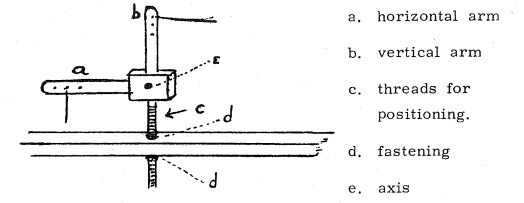 b
E
a
c
d
d
a. horizontal arm
b. vertical arm
c. threads for
positioning.
d. fastening
e. axis